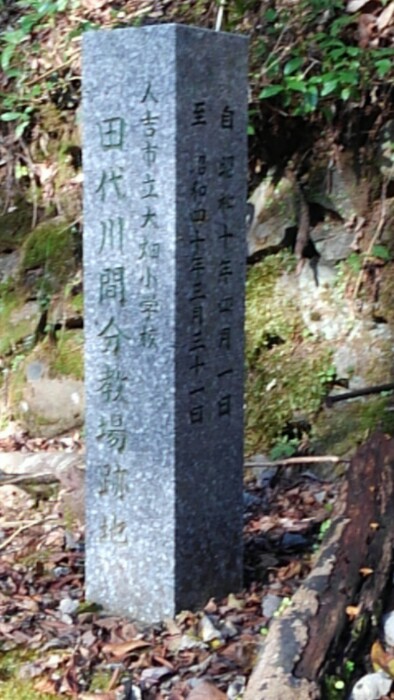 人吉市立大畑小学校
田代川間分教場跡地
自 昭和十年四月一日
至 昭和四十年三月三十一日